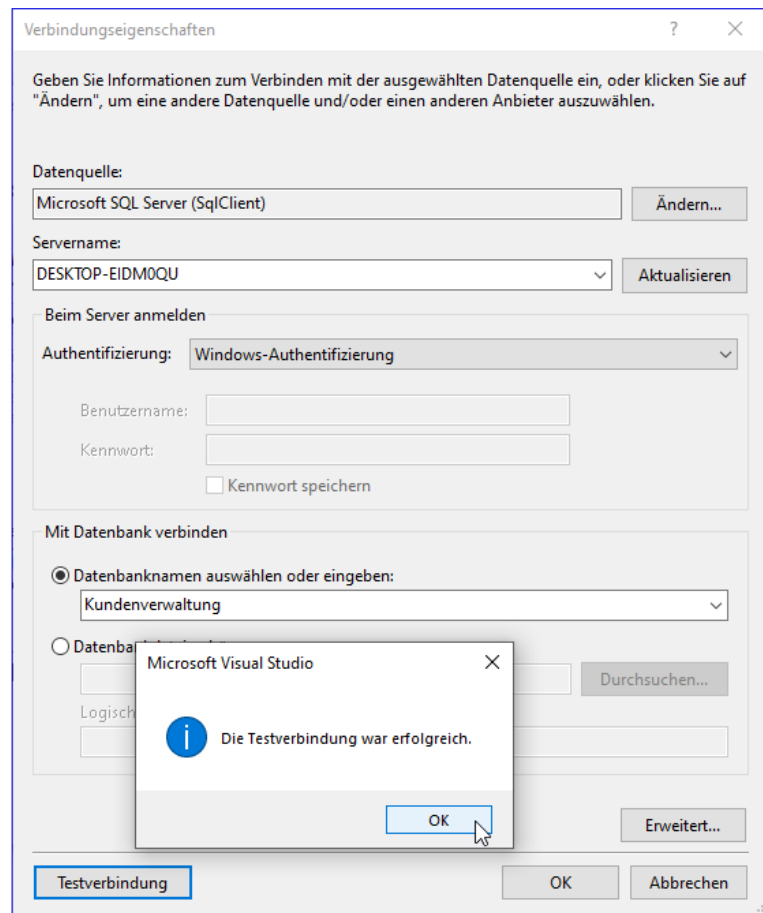 Verbindungseigenschaften
Geben Sie Informationen zum Verbinden mit der ausgewählten Datenquelle ein, oder klicken Sie auf
"Ändern", um eine andere Datenquelle und/oder einen anderen Anbieter auszuwählen.
Datenquelle:
Microsoft SQL Server (SqlClient)
Ändern...
Servername:
DESKTOP-EIDM0QU
Aktualisieren
Beim Server anmelden
Authentifizierung:
Windows-Authentifizierung
Benutzername:
Kennwort:
Kennwort speichern
Mit Datenbank verbinden
Datenbanknamen auswählen oder eingeben:
Kundenverwaltung
Durchsuchen...
Microsoft Visual Studio
Die Testverbindung war erfolgreich.
OK
Erweitert...
Testverbindung
OK
Abbrechen